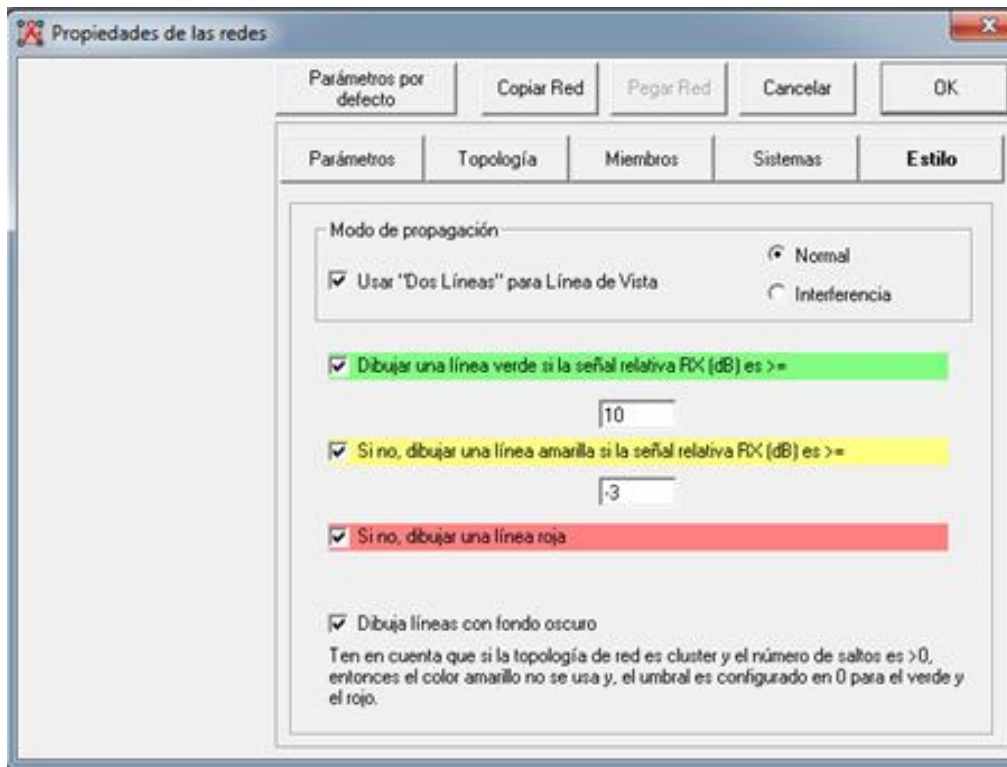 Propiedades de las redes
Parámetros por
defecto
Copiar Red
Pegar Red
Cancelar
OK
Parámetros
Topología
Miembros
Sistemas
Estilo
Modo de propagación
Usar "Dos Líneas" para Línea de Vista
Normal
Interferencia
Dibujar una línea verde si la señal relativa RX (dB) es >=
10
Si no, dibujar una línea amarilla si la señal relativa RX (dB) es >=
-3
Si no, dibujar una línea roja
Dibuja líneas con fondo oscuro
Ten en cuenta que si la topología de red es cluster y el número de saltos es >0,
entonces el color amarillo no se usa y, el umbral es configurado en 0 para el verde y
el rojo.